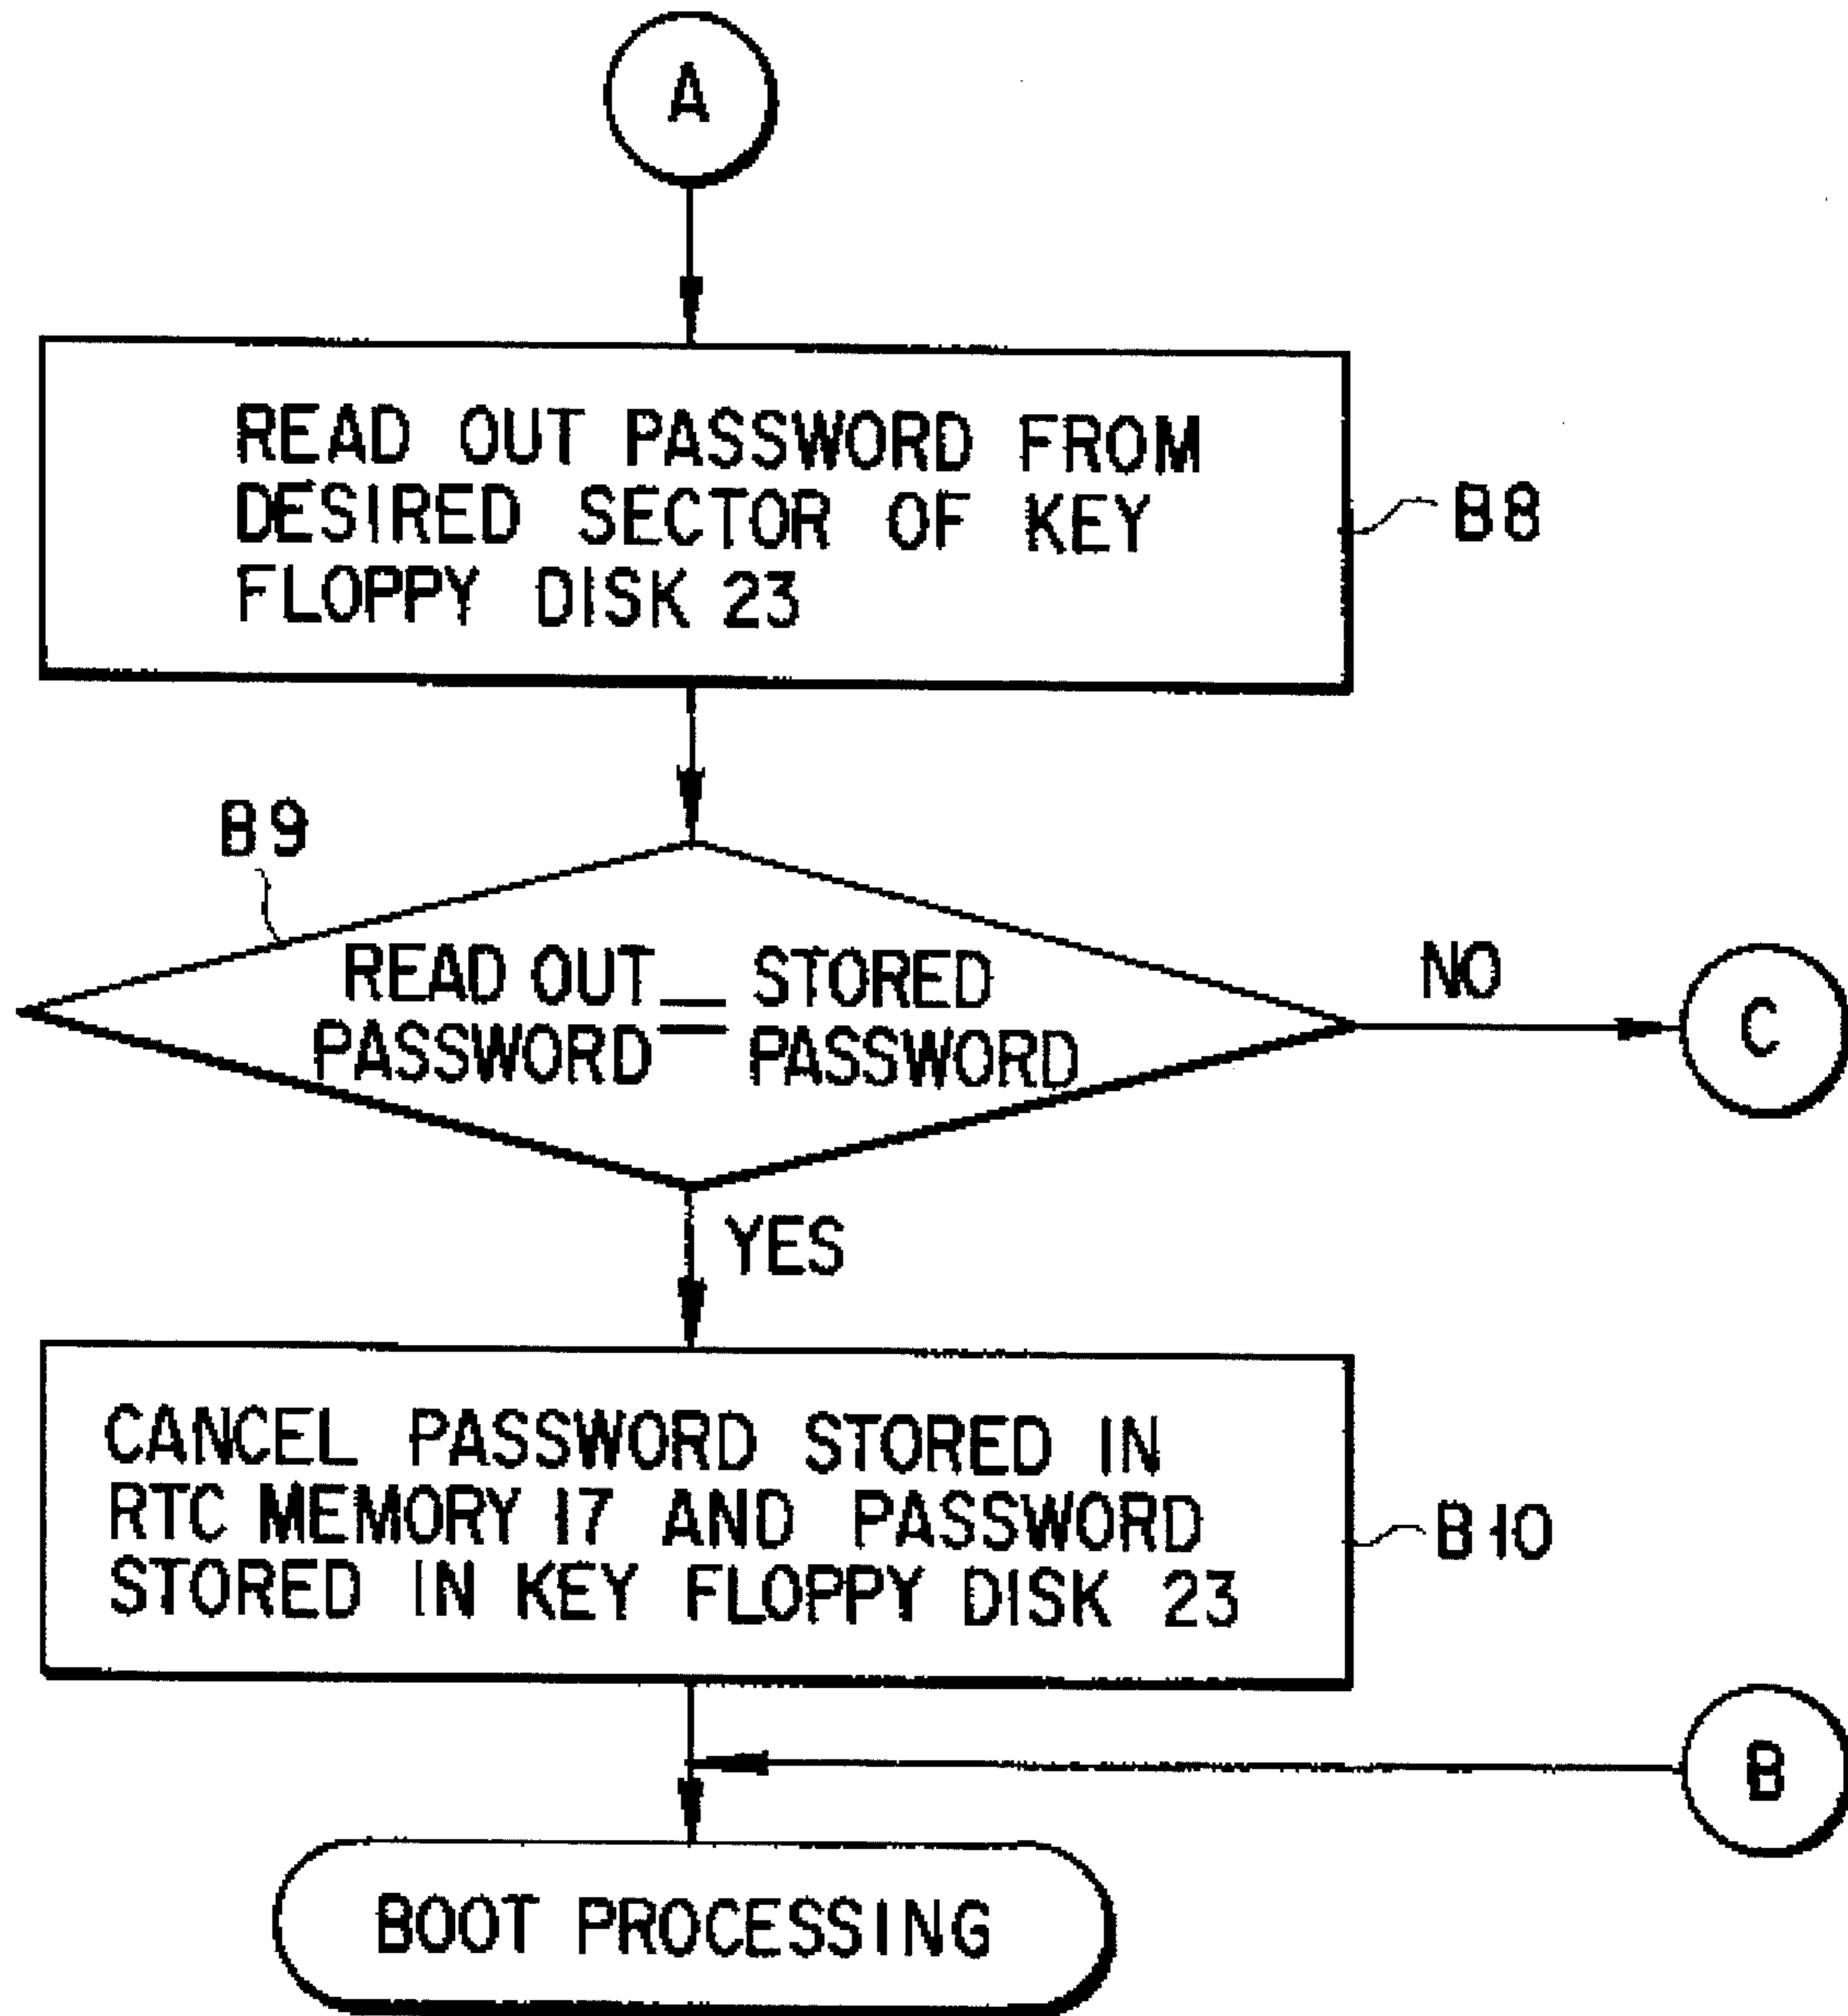 A
READ OUT PASSWORD FROM
DESIRED SECTOR OF KEY
FLOPPY DISK 23
B8
B9
READ OUT = STORED
PASSWORD PASSWORD
NO
C
YES
CANCEL PASSWORD STORED IN
RTC MEMORY 17 AND PASSWORD
STORED IN KEY FLOPPY DISK 23
B10
B
BOOT PROCESSING